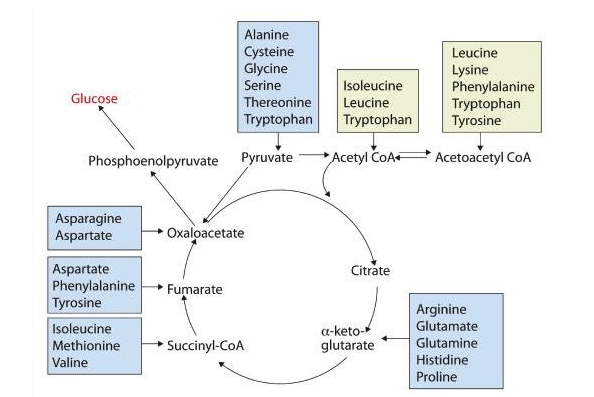 Alanine
Cysteine
Glycine
Serine
Thereonine
Tryptophan
Isoleucine
Leucine
Tryptophan
Leucine
Lysine
Phenylalanine
Tryptophan
Tyrosine
Glucose
Phosphoenolpyruvate
Pyruvate
Acetyl CoA
Acetoacetyl CoA
Asparagine
Aspartate
Oxaloacetate
Aspartate
Phenylalanine
Tyrosine
Fumarate
Isoleucine
Methionine
Valine
Succinyl-CoA
Citrate
α-keto-
glutarate
Arginine
Glutamate
Glutamine
Histidine
Proline